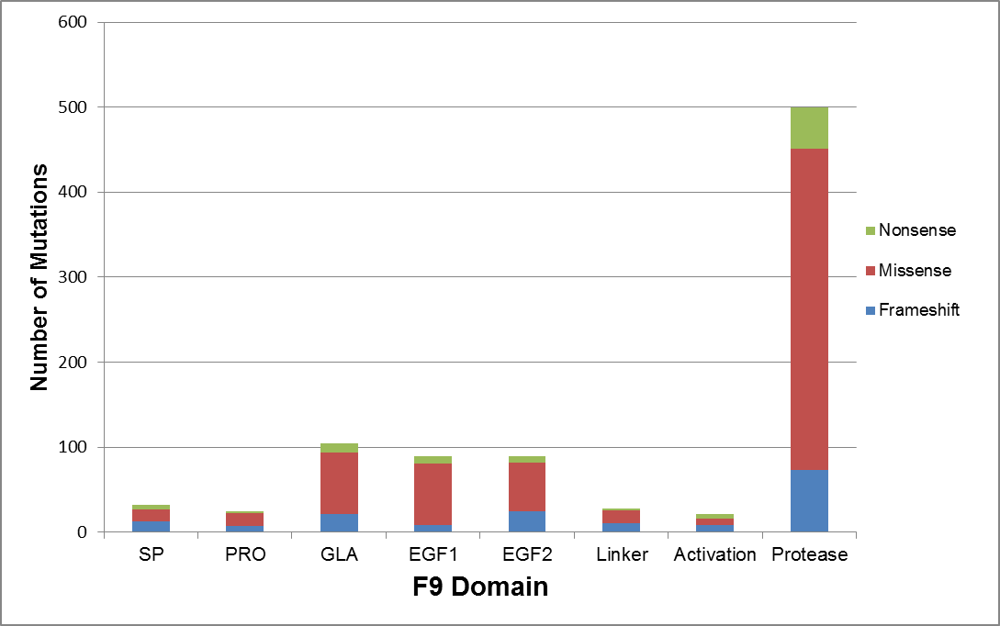 600
500
400
300
200
100
0
Number of Mutations
SP PRO GLA EGF1 EGF2 Linker Activation Protease
F9 Domain
Nonsense
Missense
Frameshift